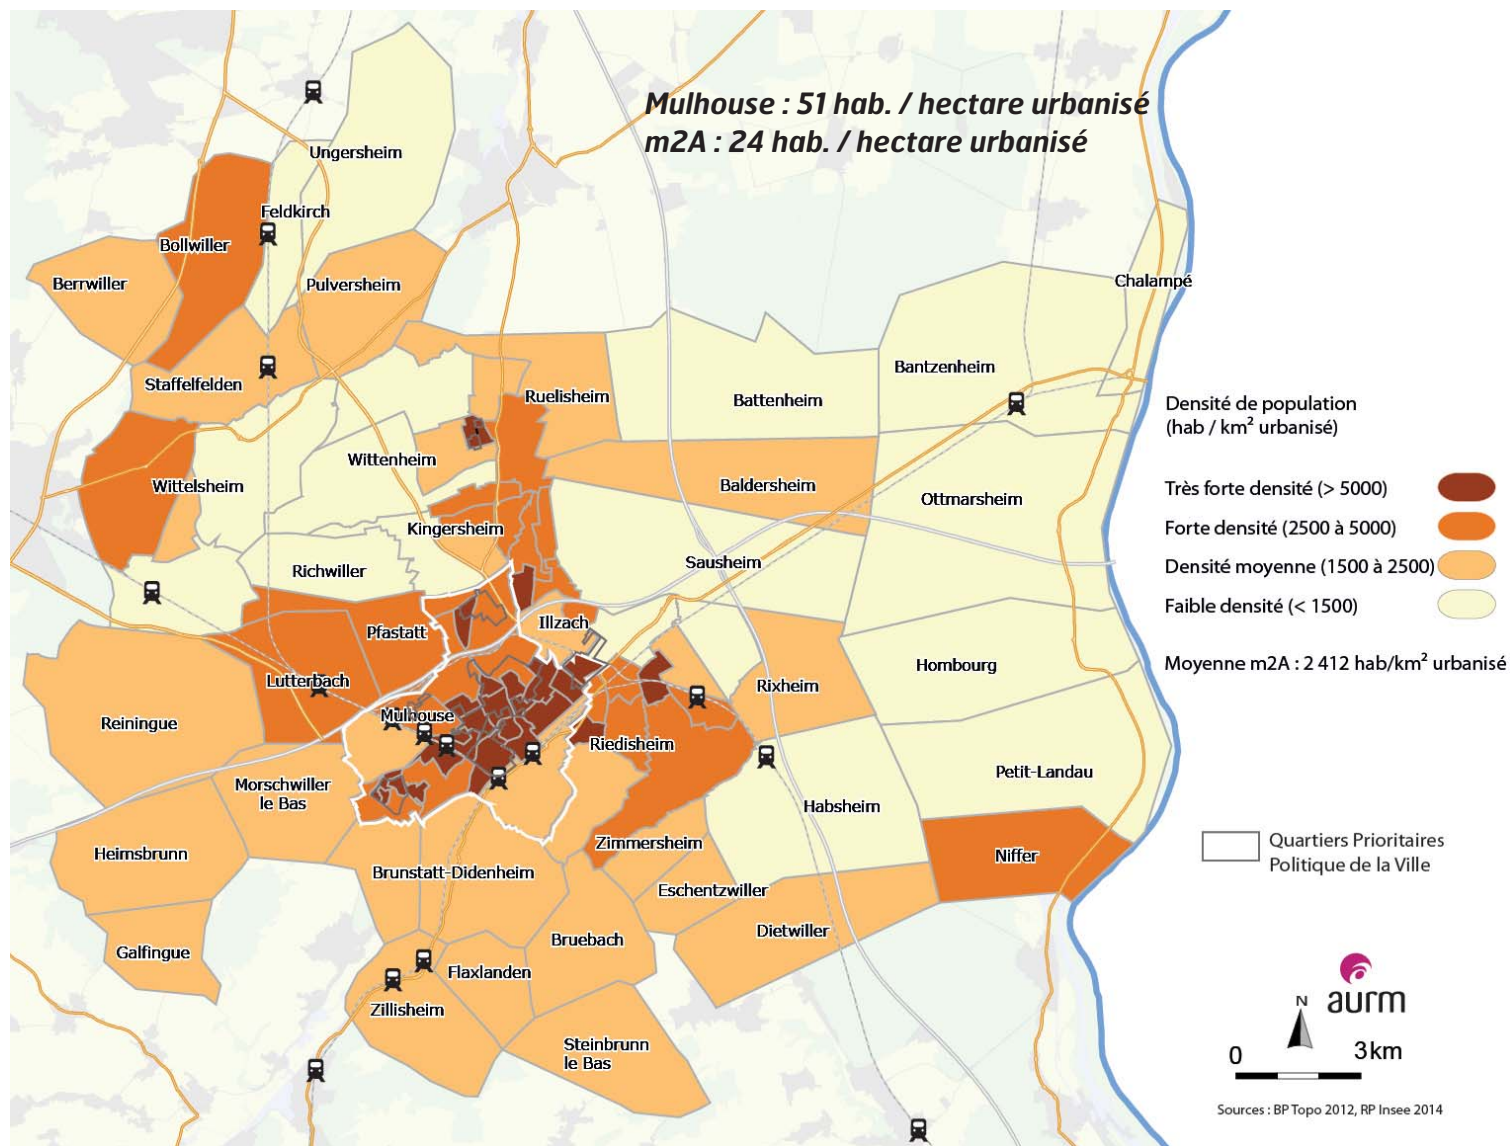 Mulhouse : 51 hab. / hectare urbanisé
m2A : 24 hab. / hectare urbanisé
Ungersheim
Feldkirch
Bollwiller
Berrwiller
Pulversheim
Chalampé
Staffelfelden
Ruelisheim
Battenheim
Bantzenheim
Wittenheim
Wittelsheim
Baldersheim
Ottmarsheim
Kingersheim
Richwiller
Sausheim
Illzach
Pfastatt
Hombourg
Lutterbach
Rixheim
Reiningue
Mulhouse
Riedisheim
Petit-Landau
Morschwiller
le Bas
Habsheim
Heimsbrunn
Zimmersheim
Niffer
Brunstatt-Didenheim
Eschentzwiller
Galfingue
Bruebach
Dietwiller
Flaxlanden
Zillisheim
Steinbrunn
le Bas
Densité de population
(hab / km² urbanisé)
Très forte densité (> 5000)
Forte densité (2500 à 5000)
Densité moyenne (1500 à 2500)
Faible densité (< 1500)
Moyenne m2A : 2 412 hab/km² urbanisé
Quartiers Prioritaires
Politique de la Ville
aurm
N
0 3km
Sources : BP Topo 2012, RP Insee 2014